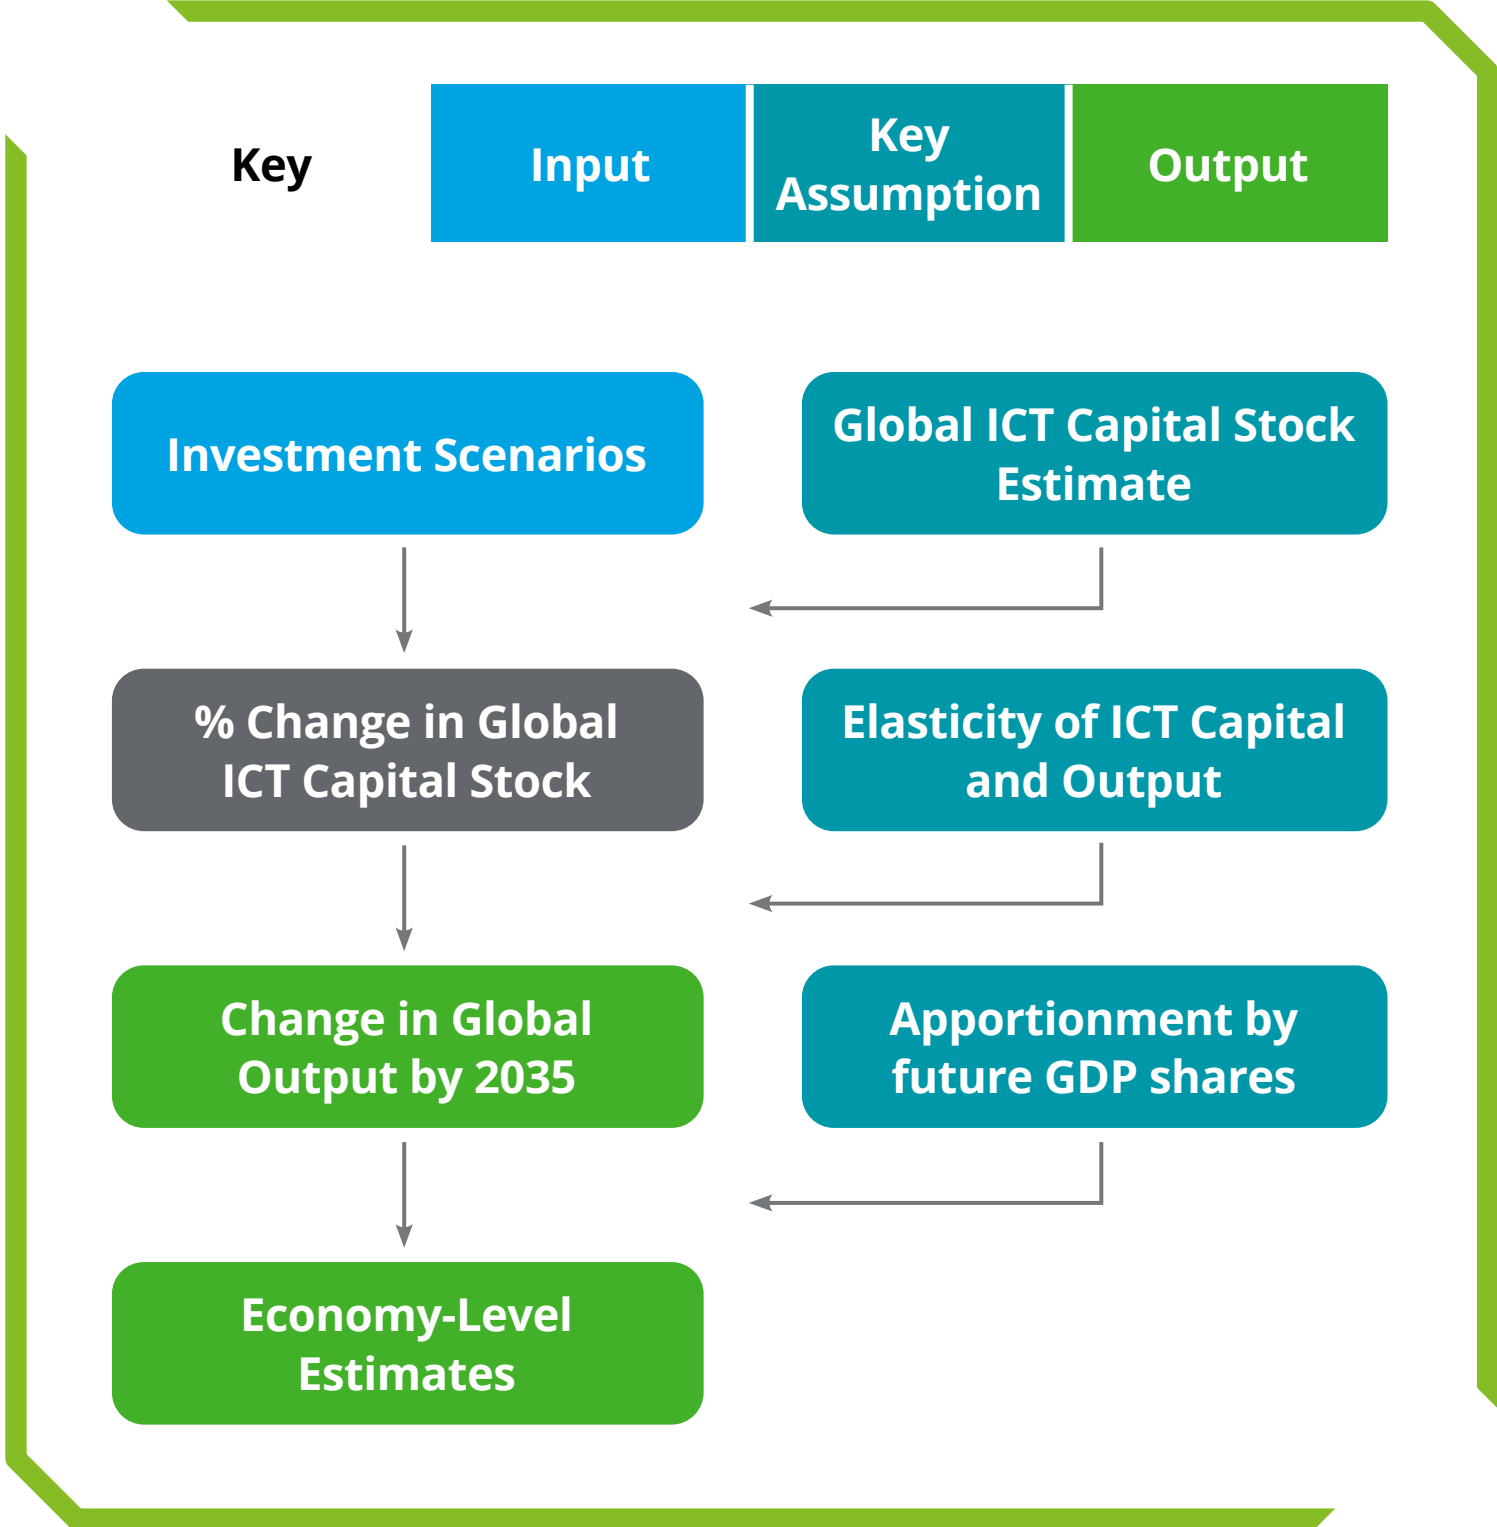 Key
Input
Key
Assumption
Output
Investment Scenarios
Global ICT Capital Stock
Estimate
% Change in Global
ICT Capital Stock
Elasticity of ICT Capital
and Output
Change in Global
Output by 2035
Apportionment by
future GDP shares
Economy-Level
Estimates